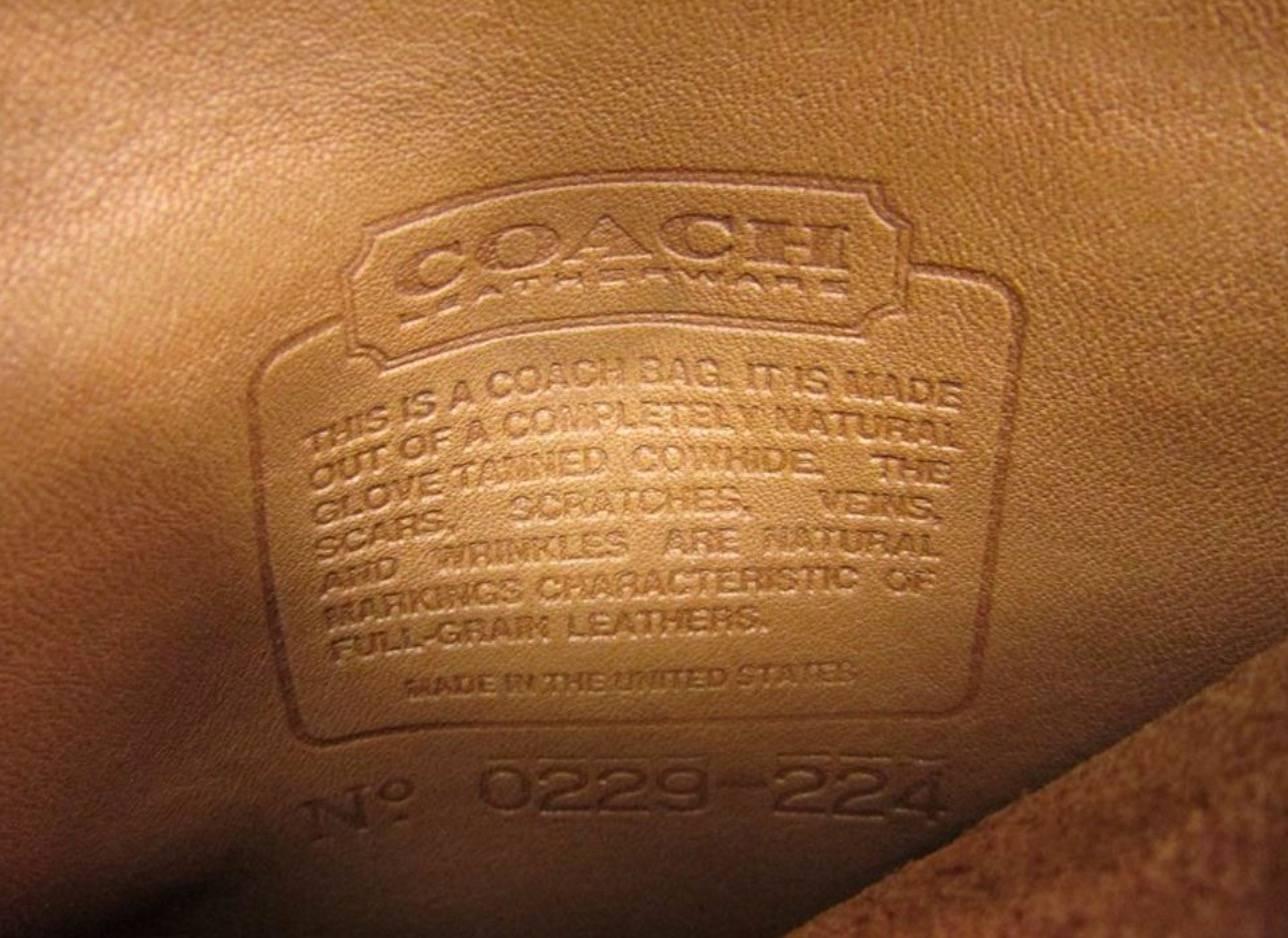 COACH
LEATHERWARE
THIS IS A COACH BAG. IT IS MADE
OUT OF A COMPLETELY NATURAL
GLOVE TANNED COWHIDE. THE
SCARS, SCRATCHES, VEINS,
AND WRINKLES ARE NATURAL
MARKINGS CHARACTERISTIC OF
FULL-GRAIN LEATHERS.
MADE IN THE UNITED STATES
Nº 0229-224